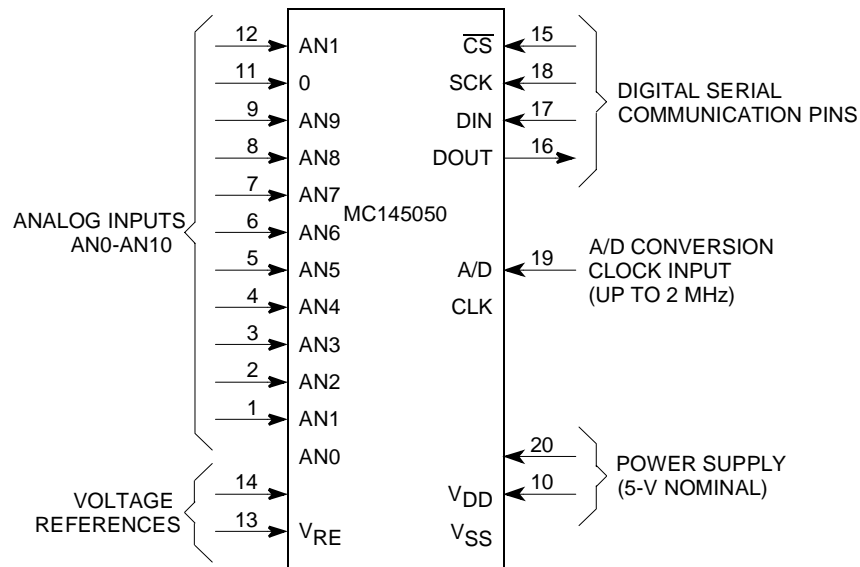 12 AN1 CS 15
11 0 SCK 18
9 AN9 DIN 17
8 AN8 DOUT 16
7 AN7
6 AN6
5 AN5 A/D 19
4 AN4 CLK
3 AN3
2 AN2
1 AN1
AN0 20
14 VDD 10
13 VRE VSS
MC145050
ANALOG INPUTS
AN0-AN10
VOLTAGE
REFERENCES
DIGITAL SERIAL
COMMUNICATION PINS
A/D CONVERSION
CLOCK INPUT
(UP TO 2 MHz)
POWER SUPPLY
(5-V NOMINAL)